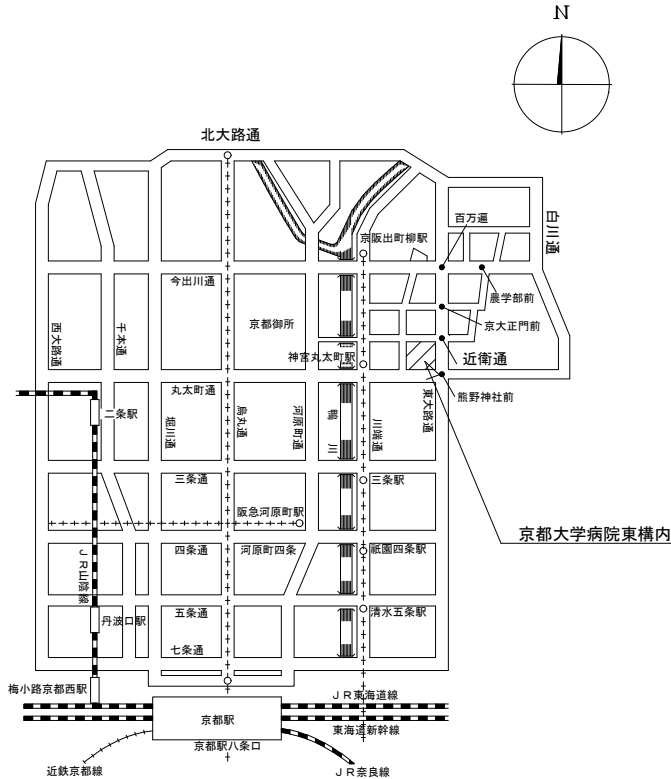 N
北大路通
白川通
百万遍
京阪出町柳駅
今出川通
農学部前
京都御所
京大正門前
西大路通
千本通
神宮丸太町駅
近衛通
丸太町通
熊野神社前
二条駅
堀川通
烏丸通
河原町通
鴨川
川端通
東大路通
三条通
三条駅
阪急河原町駅
京都大学病院東構内
四条通
河原町四条
祇園四条駅
JR山陰線
五条通
清水五条駅
丹波口駅
七条通
梅小路京都西駅
JR東海道線
京都駅
東海道新幹線
京都駅八条口
近鉄京都線
JR奈良線